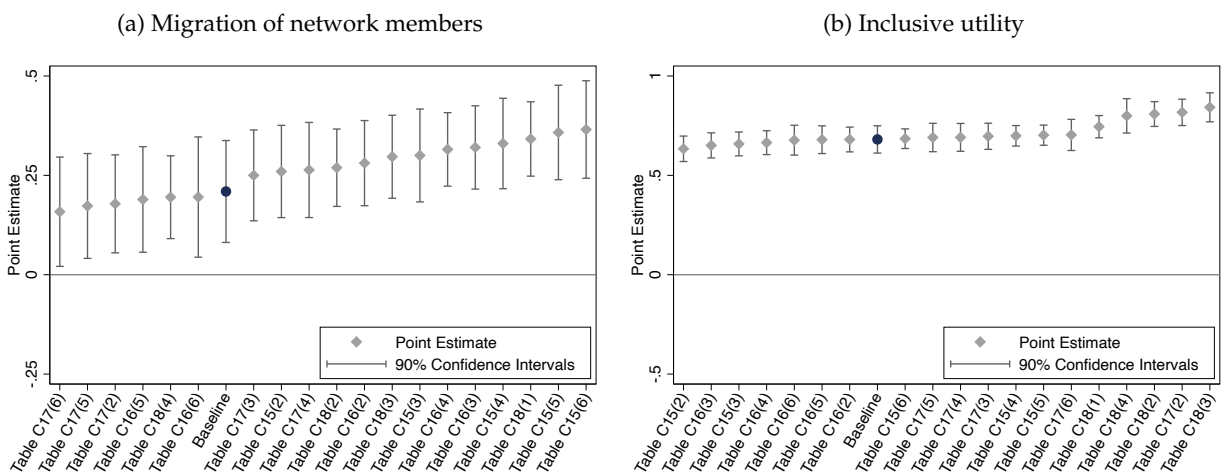 (a) Migration of network members
.5
.25
0
-.25
Point Estimate
Point Estimate
90% Confidence Intervals
Table C17(6)
Table C17(5)
Table C17(2)
Table C16(5)
Table C18(4)
Table C16(6)
Baseline
Table C17(3)
Table C15(2)
Table C17(4)
Table C18(2)
Table C16(2)
Table C18(3)
Table C15(3)
Table C16(4)
Table C16(3)
Table C15(4)
Table C18(1)
Table C15(5)
Table C15(6)
(b) Inclusive utility
1
.5
0
-.5
Point Estimate
Point Estimate
90% Confidence Intervals
Table C15(2)
Table C16(3)
Table C15(3)
Table C16(4)
Table C16(6)
Table C16(5)
Table C16(2)
Baseline
Table C15(6)
Table C17(5)
Table C17(4)
Table C17(3)
Table C15(4)
Table C15(5)
Table C17(6)
Table C18(1)
Table C18(4)
Table C18(2)
Table C17(2)
Table C18(3)